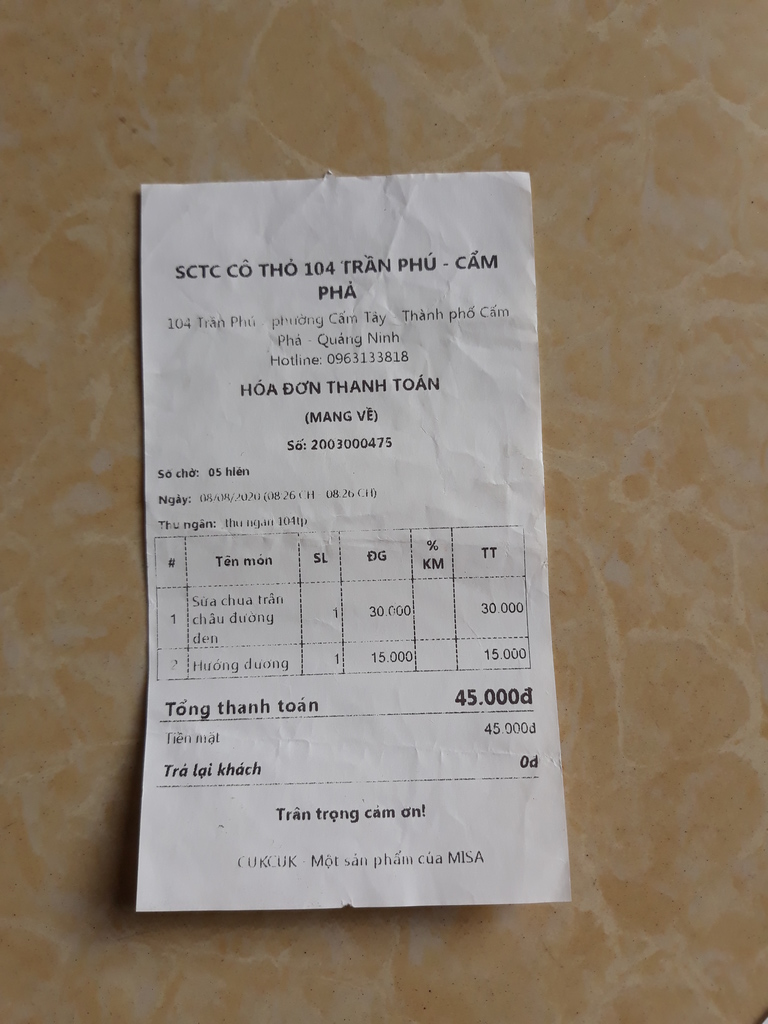 SCTC CÔ THỎ 104 TRẦN PHÚ - CẨM
PHẢ
104 Trần Phú - phường Cẩm Tây - Thành phố Cẩm
Phả - Quảng Ninh
Hotline: 0963133818
HÓA ĐƠN THANH TOÁN
(MANG VỀ)
Số: 2003000475
Số chờ: 05 hiên
Ngày: 08/08/2020 (08:26 CH - 08:26 CH)
Thu ngân: thu ngân 104tp
# Tên món SL ĐG % KM TT
1 Sữa chua trân châu đường đen 1 30.000 30.000
2 Hướng dương 1 15.000 15.000
Tổng thanh toán 45.000đ
Tiền mặt 45.000đ
Trả lại khách 0đ
Trân trọng cảm ơn!
CUKCUK - Một sản phẩm của MISA